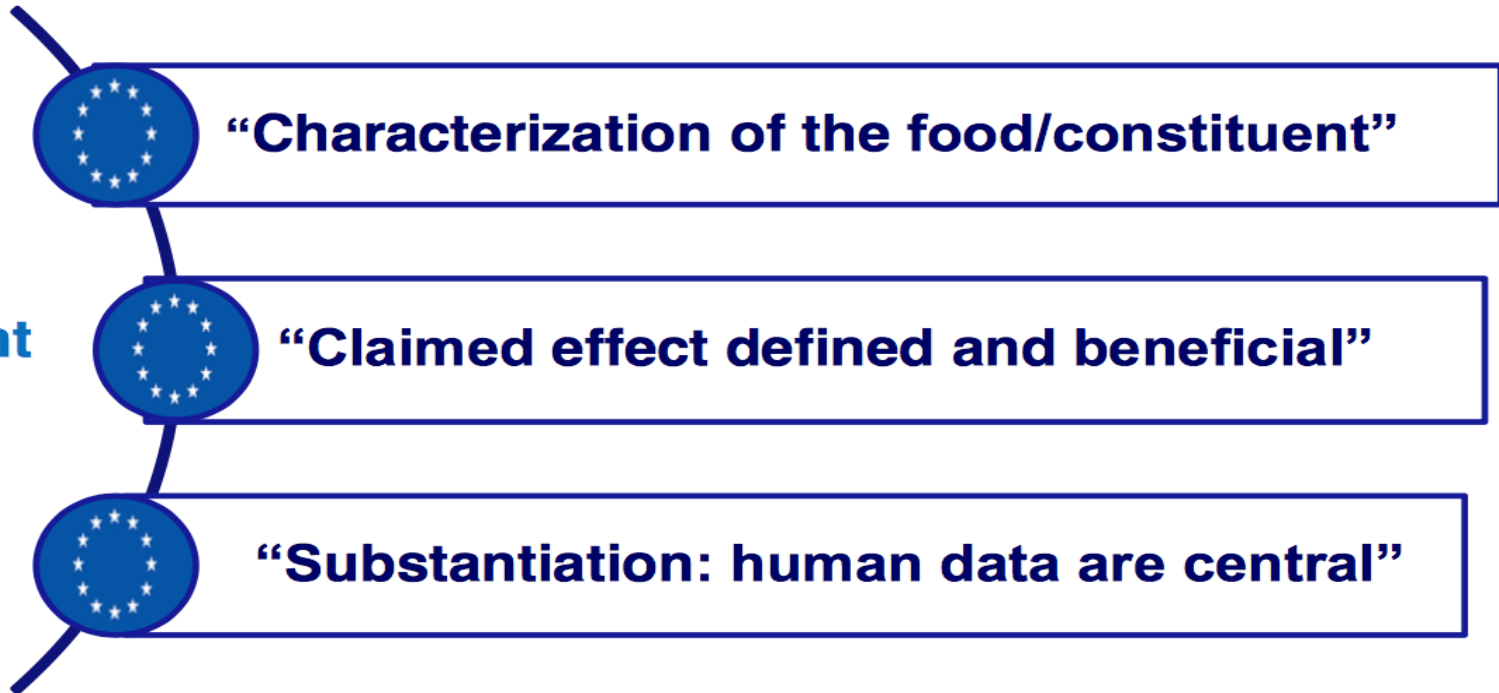 “Characterization of the food/constituent”
“Claimed effect defined and beneficial”
“Substantiation: human data are central”